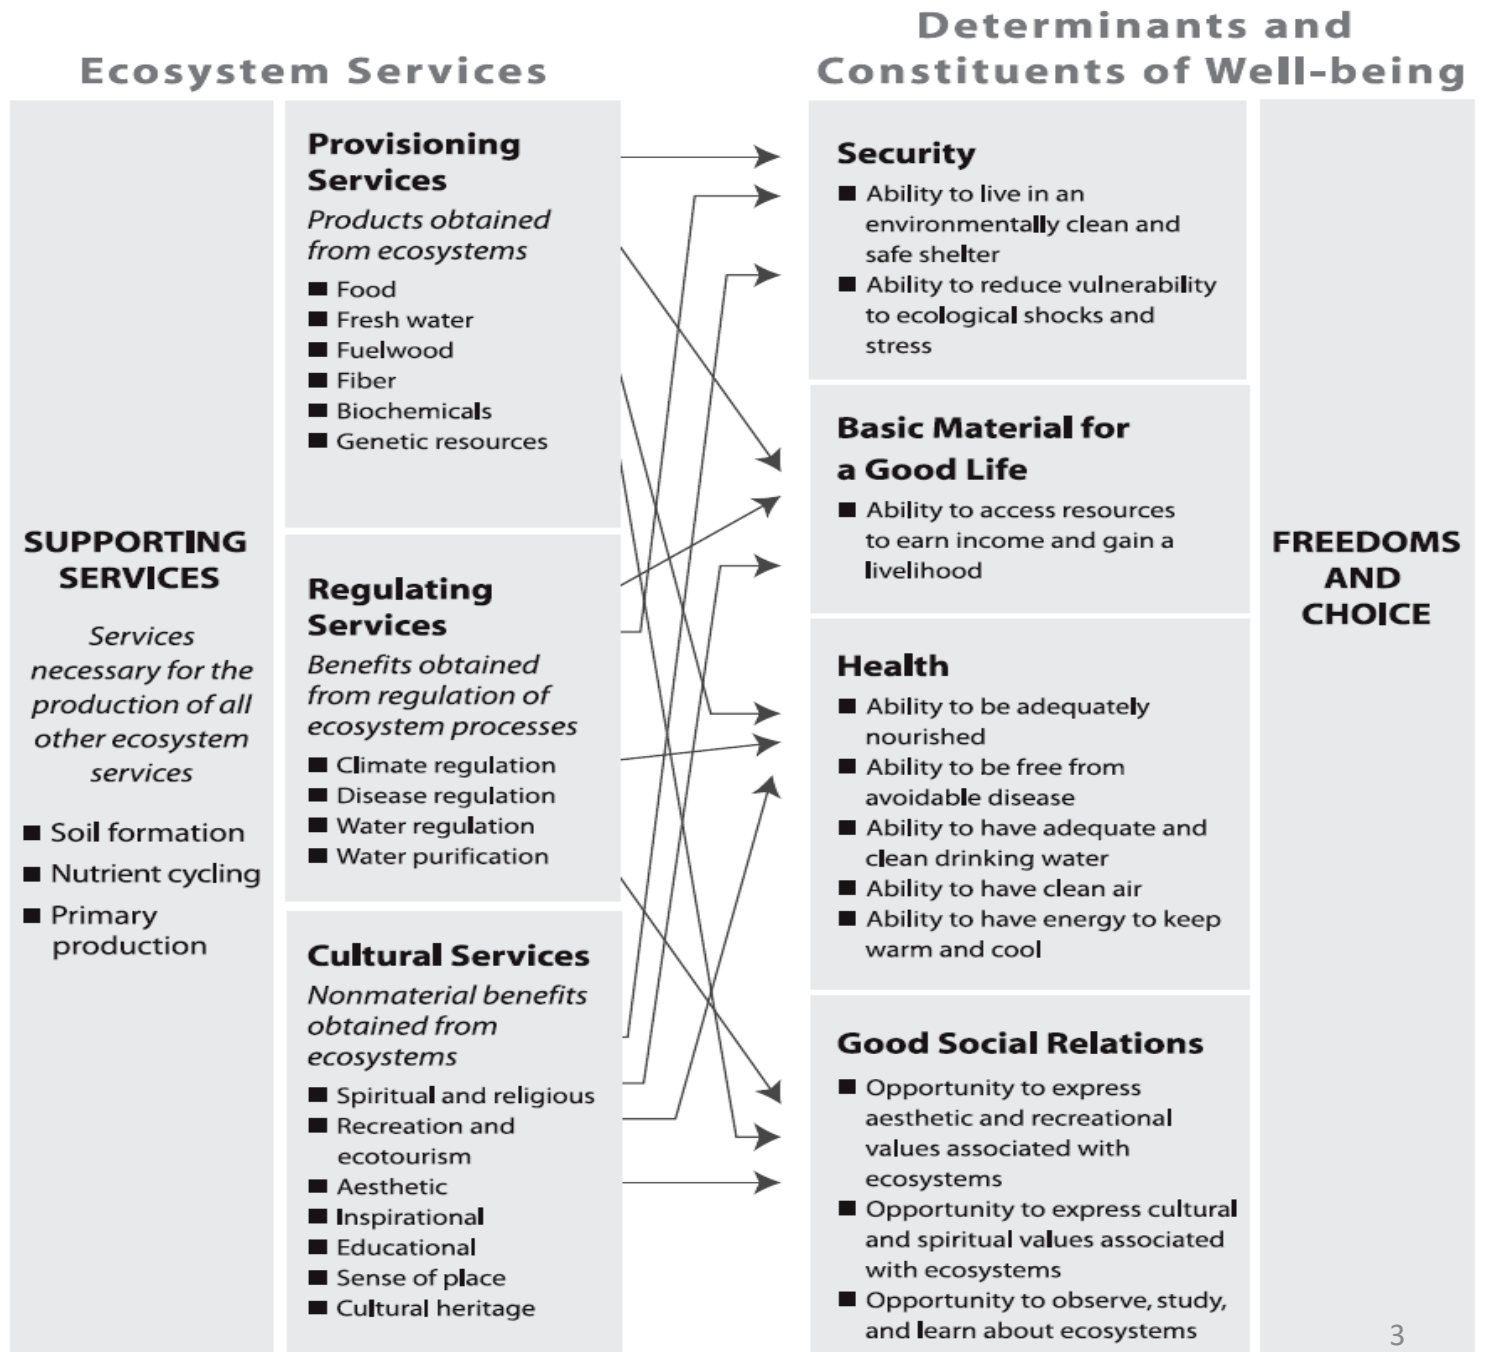 Ecosystem Services
Determinants and
Constituents of Well-being
SUPPORTING
SERVICES
Services
necessary for the
production of all
other ecosystem
services
■ Soil formation
■ Nutrient cycling
■ Primary
production
Provisioning
Services
Products obtained
from ecosystems
■ Food
■ Fresh water
■ Fuelwood
■ Fiber
■ Biochemicals
■ Genetic resources
Regulating
Services
Benefits obtained
from regulation of
ecosystem processes
■ Climate regulation
■ Disease regulation
■ Water regulation
■ Water purification
Cultural Services
Nonmaterial benefits
obtained from
ecosystems
■ Spiritual and religious
■ Recreation and
ecotourism
■ Aesthetic
■ Inspirational
■ Educational
■ Sense of place
■ Cultural heritage
Security
■ Ability to live in an
environmentally clean and
safe shelter
■ Ability to reduce vulnerability
to ecological shocks and
stress
Basic Material for
a Good Life
■ Ability to access resources
to earn income and gain a
livelihood
Health
■ Ability to be adequately
nourished
■ Ability to be free from
avoidable disease
■ Ability to have adequate and
clean drinking water
■ Ability to have clean air
■ Ability to have energy to keep
warm and cool
Good Social Relations
■ Opportunity to express
aesthetic and recreational
values associated with
ecosystems
■ Opportunity to express cultural
and spiritual values associated
with ecosystems
■ Opportunity to observe, study,
and learn about ecosystems
FREEDOMS
AND
CHOICE
3